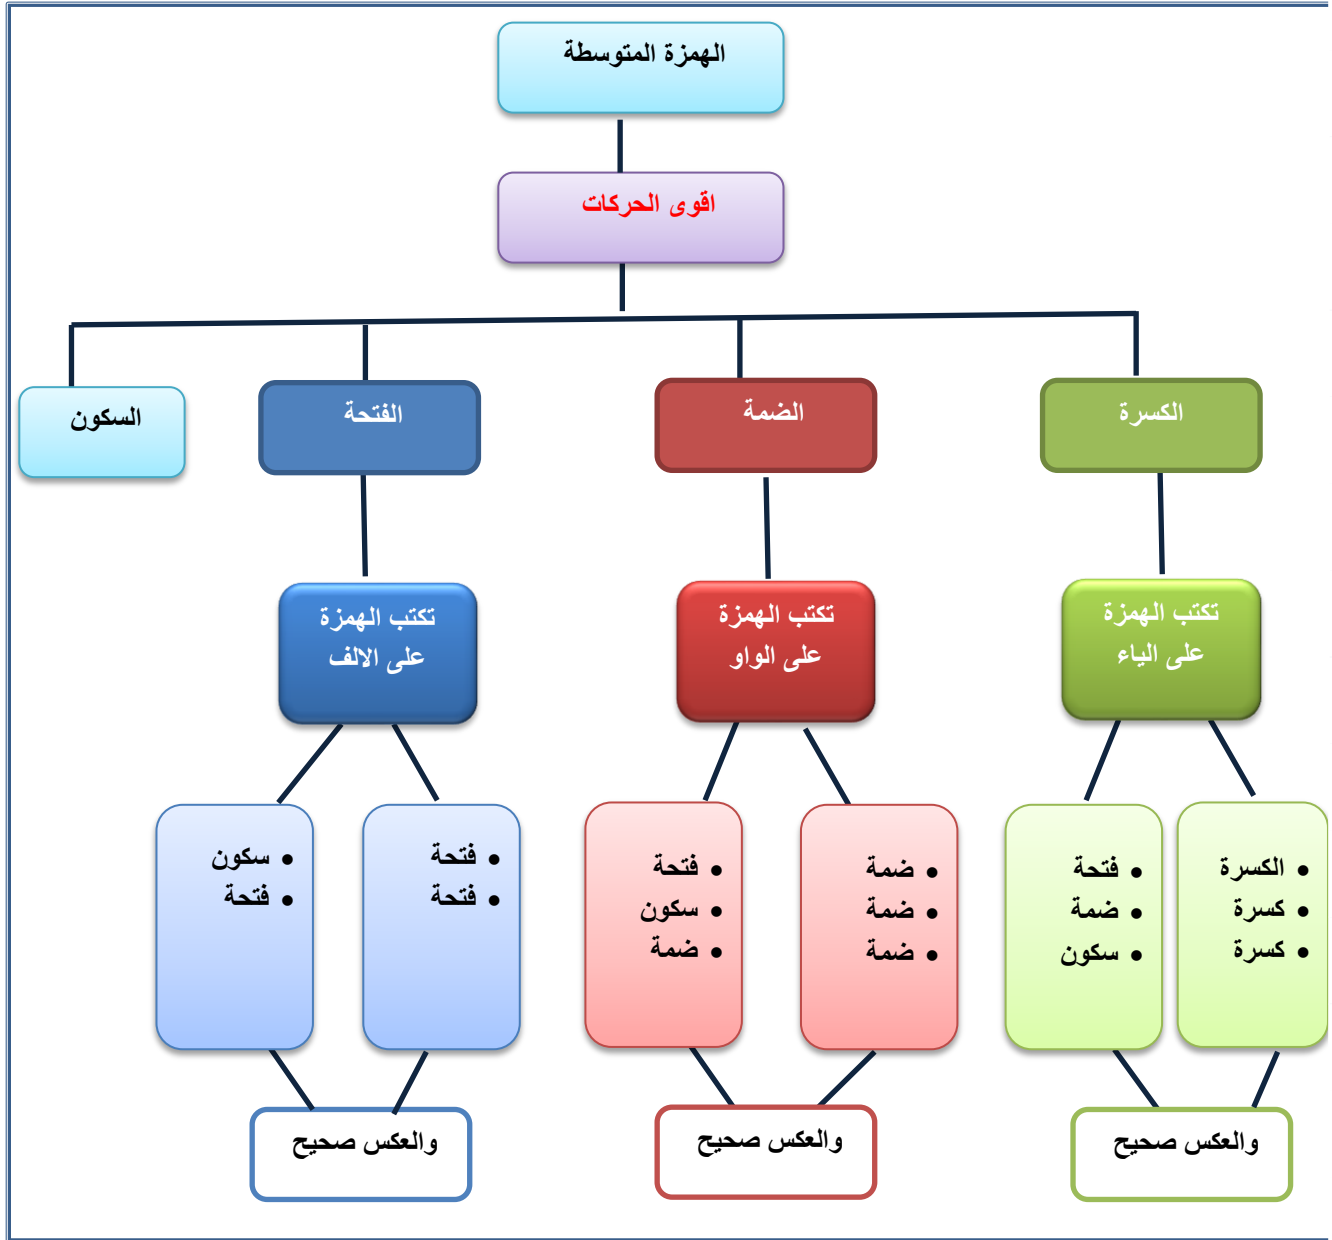 الهمزة المتوسطة
اقوى الحركات
الكسرة
الضمة
الفتحة
السكون
تكتب الهمزة
على الياء
تكتب الهمزة
على الواو
تكتب الهمزة
على الالف
• الكسرة
• كسرة
• كسرة
• فتحة
• ضمة
• سكون
• ضمة
• ضمة
• ضمة
• فتحة
• سكون
• ضمة
• فتحة
• فتحة
• سكون
• فتحة
والعكس صحيح
والعكس صحيح
والعكس صحيح